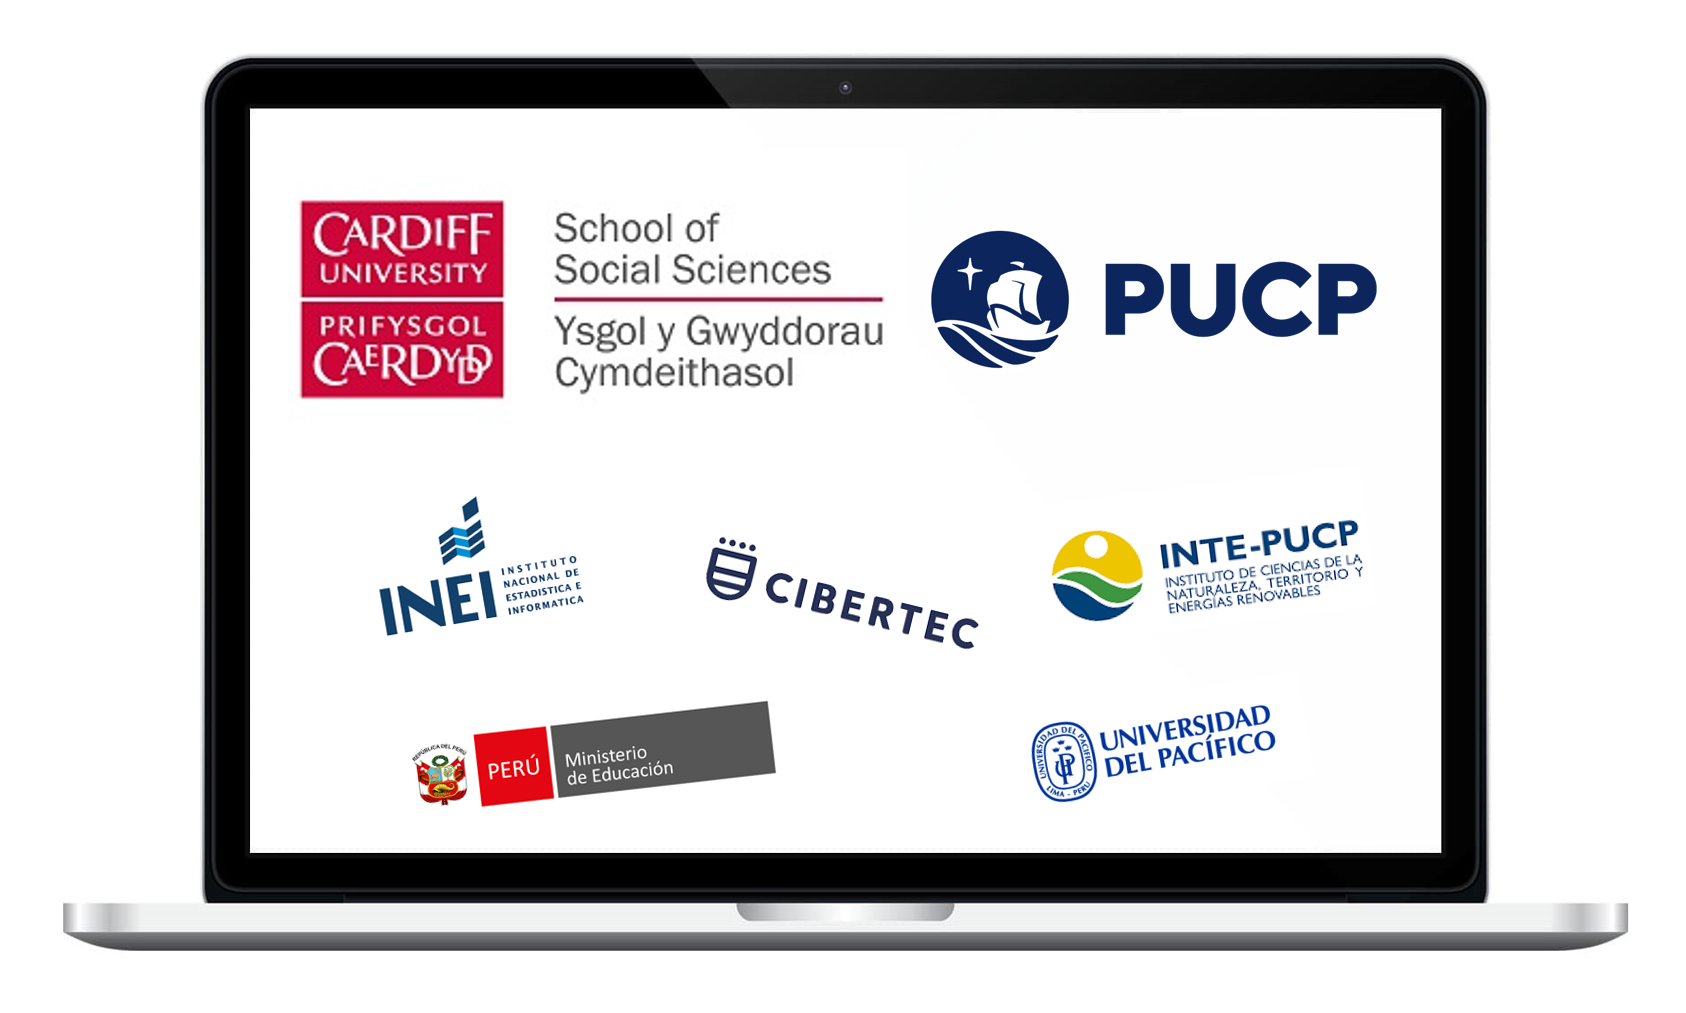 CARDIFF
UNIVERSITY
PRIFYSGOL
CAERDYDD
School of
Social Sciences
Ysgol y Gwyddorau
Cymdeithasol
PUCP
INEI
INSTITUTO
NACIONAL DE
ESTADISTICA E
INFORMATICA
CIBERTEC
INTE-PUCP
INSTITUTO DE CIENCIAS DE LA
NATURALEZA, TERRITORIO Y
ENERGÍAS RENOVABLES
REPÚBLICA DEL PERÚ
PERÚ
Ministerio
de Educación
UNIVERSIDAD DEL PACIFICO
LIMA - PERU
UP
UNIVERSIDAD
DEL PACÍFICO